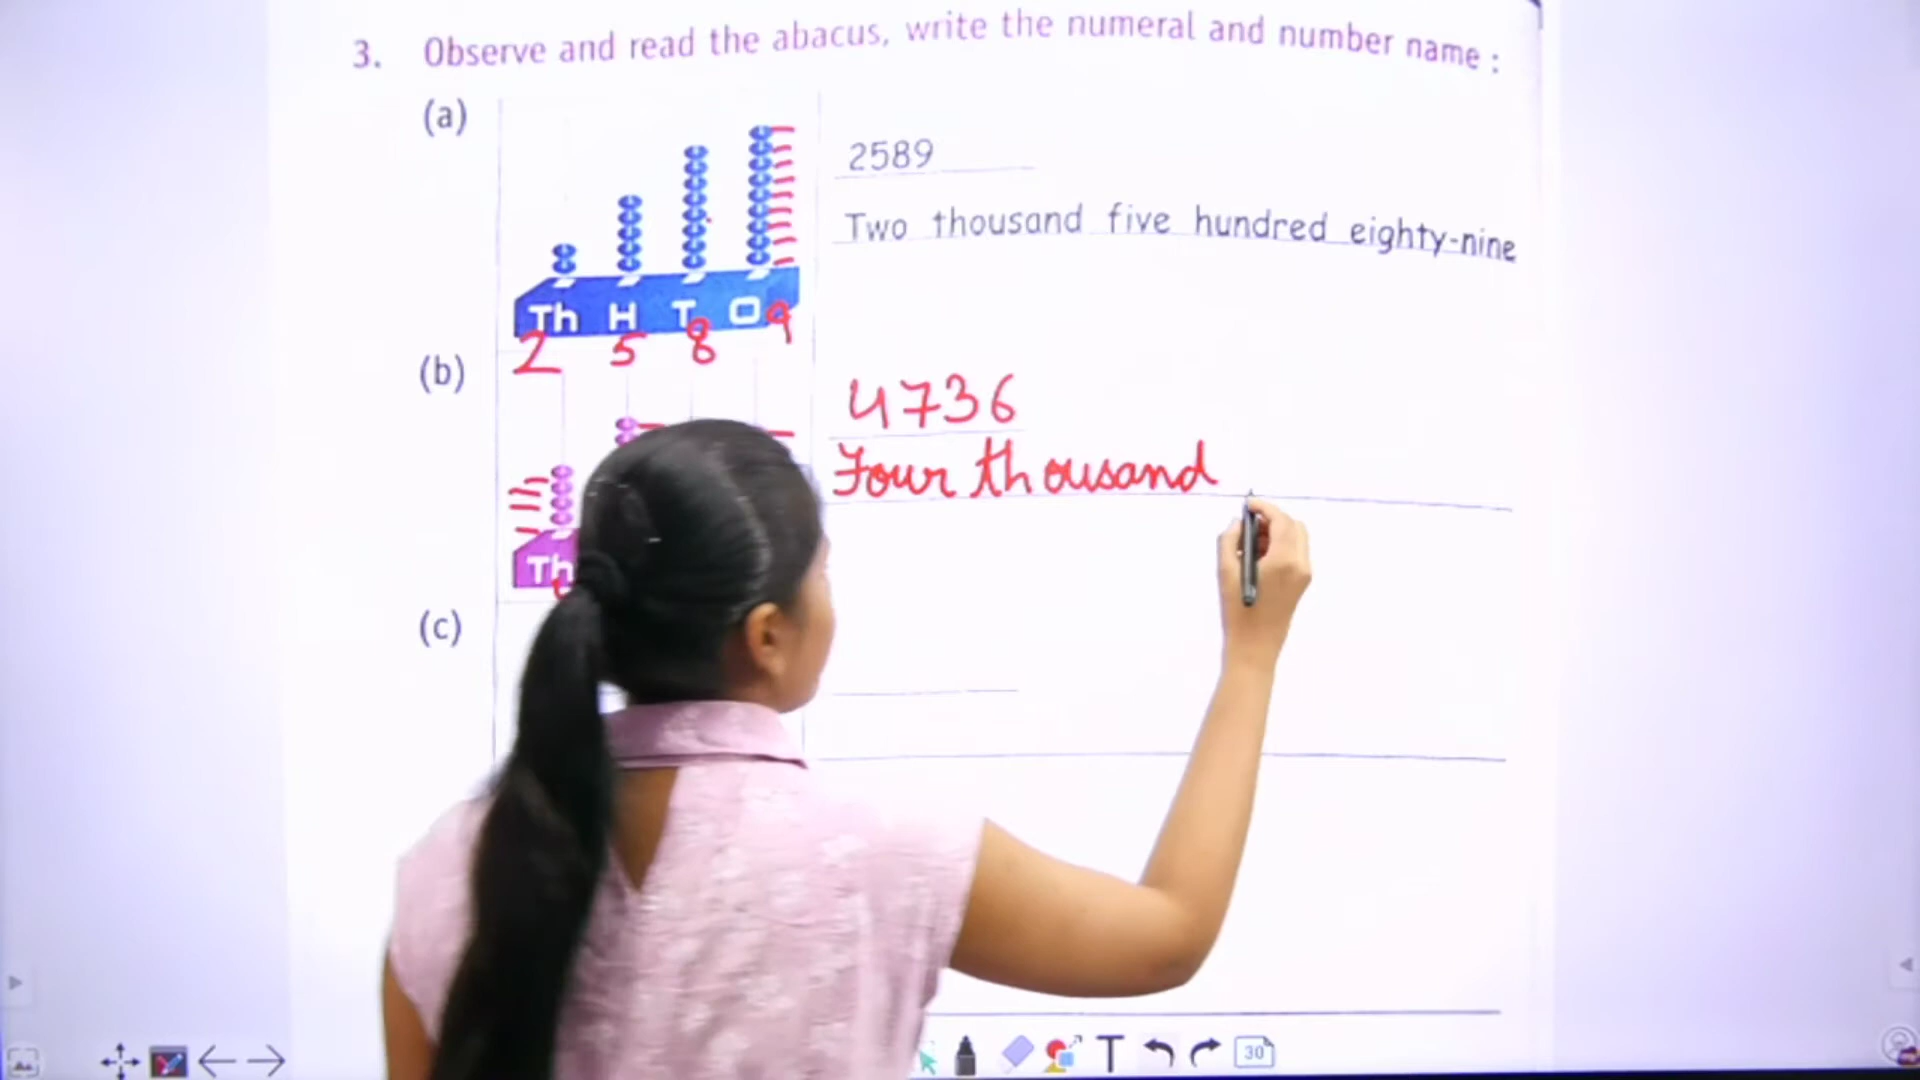 3. Observe and read the abacus, write the numeral and number name :
(a)
2589
Two thousand five hundred eighty-nine
Th H T O
2 5 8 9
(b)
4736
Four thousand
Th
(c)
T
30